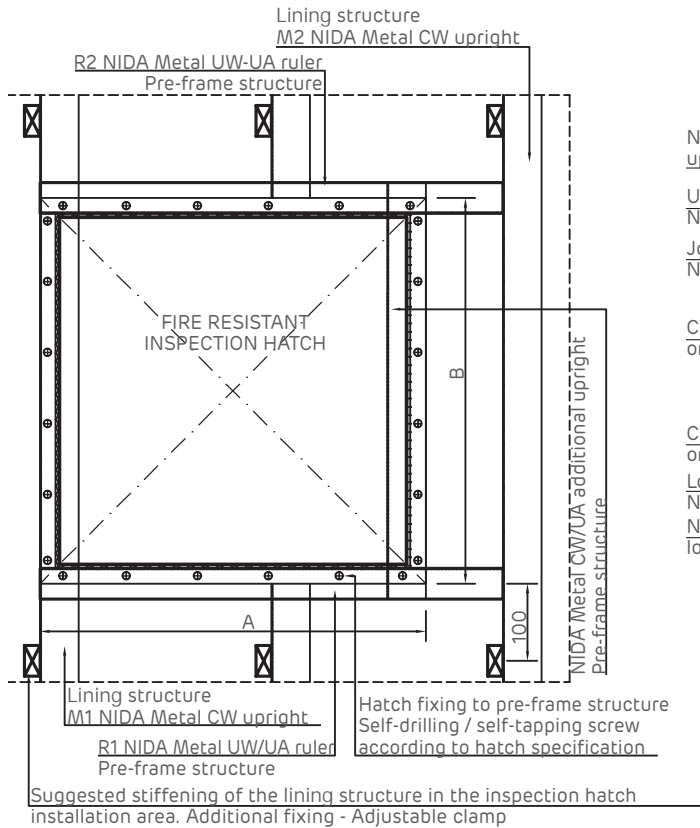 Lining structure
M2 NIDA Metal CW upright
R2 NIDA Metal UW-UA ruler
Pre-frame structure
FIRE RESISTANT
INSPECTION HATCH
B
NIDA Metal CW/UA additional upright
Pre-frame structure
A
100
Lining structure
M1 NIDA Metal CW upright
R1 NIDA Metal UW/UA ruler
Pre-frame structure
Hatch fixing to pre-frame structure
Self-drilling / self-tapping screw
according to hatch specification
Suggested stiffening of the lining structure in the inspection hatch
installation area. Additional fixing - Adjustable clamp